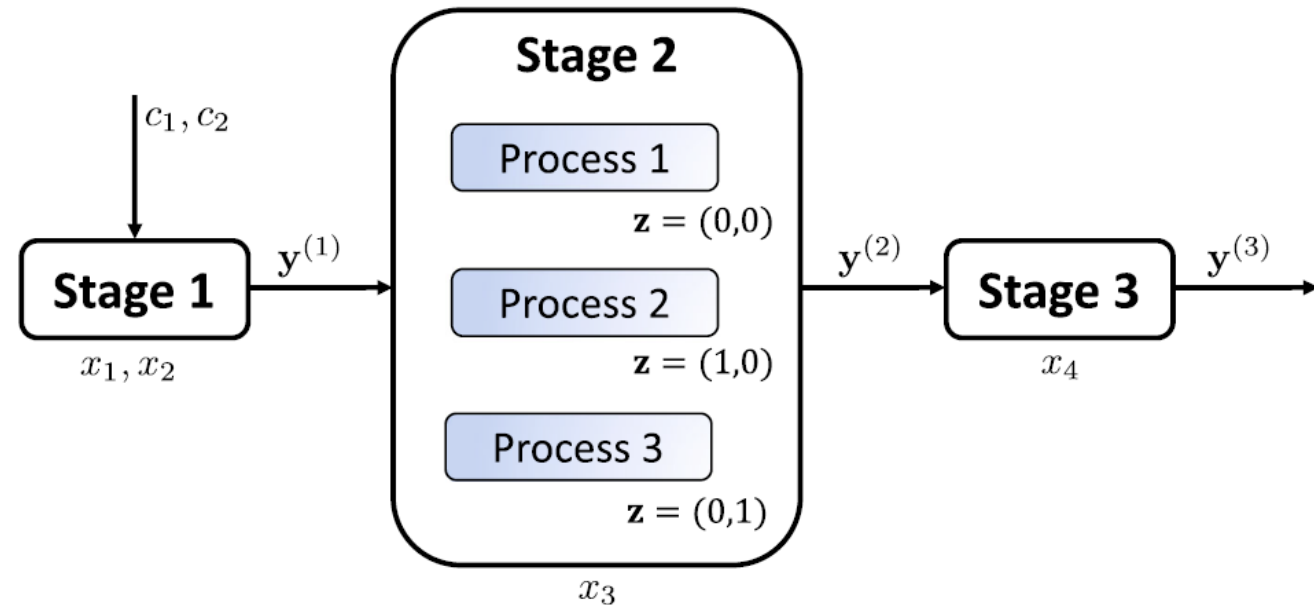 Stage 2
c₁, c₂
Process 1
z = (0,0)
Stage 1
y⁽¹⁾
Process 2
y⁽²⁾
Stage 3
y⁽³⁾
x₁, x₂
z = (1,0)
x₄
Process 3
z = (0,1)
x₃